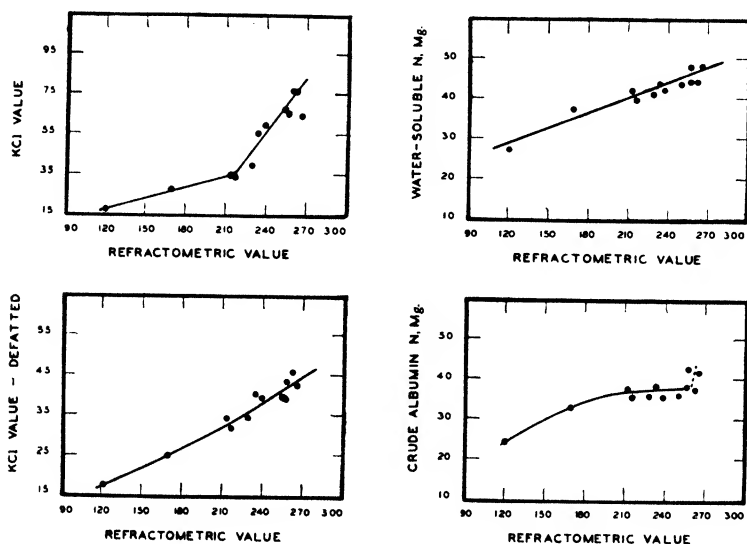 KCl VALUE
95
75
55
35
15
90 120 150 180 210 240 270 300
REFRACTOMETRIC VALUE
WATER-SOLUBLE N, Mg.
50
40
30
20
10
90 120 150 180 210 240 270 300
REFRACTOMETRIC VALUE
KCl VALUE - DEFATTED
55
45
35
25
15
90 120 150 180 210 240 270 300
REFRACTOMETRIC VALUE
CRUDE ALBUMIN N, Mg.
50
40
30
20
10
90 120 150 180 210 240 270 300
REFRACTOMETRIC VALUE